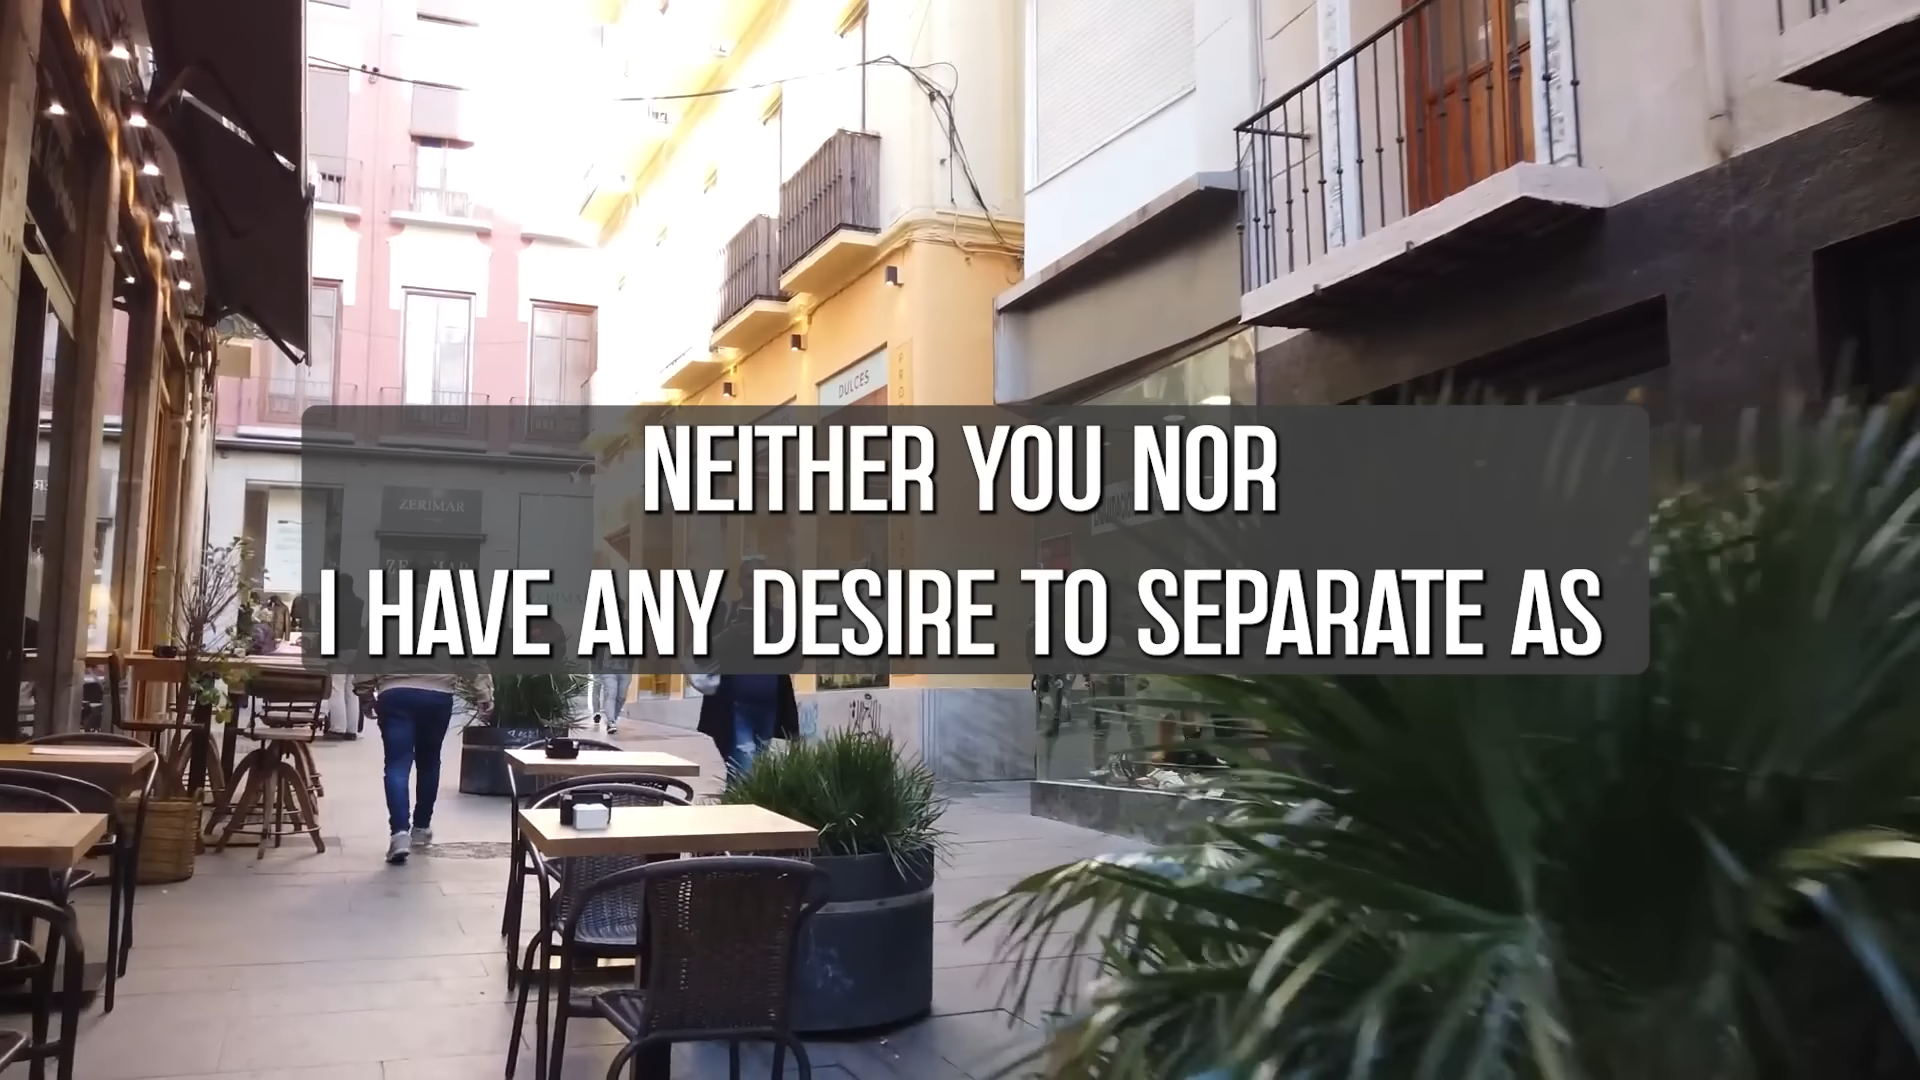 DULCES
NEITHER YOU NOR
ZERIMAR
I HAVE ANY DESIRE TO SEPARATE AS